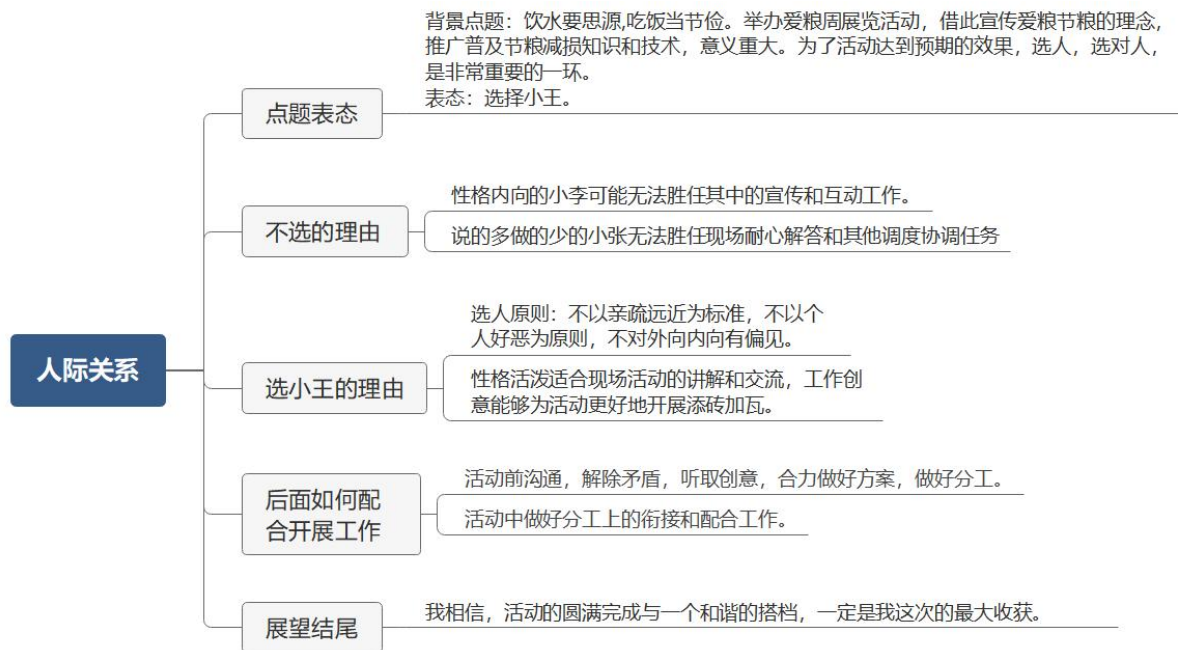 人际关系
点题表态
背景点题：饮水要思源,吃饭当节俭。举办爱粮周展览活动，借此宣传爱粮节粮的理念，
推广普及节粮减损知识和技术，意义重大。为了活动达到预期的效果，选人，选对人，
是非常重要的一环。
表态：选择小王。
不选的理由
性格内向的小李可能无法胜任其中的宣传和互动工作。
说的多做的少的小张无法胜任现场耐心解答和其他调度协调任务
选小王的理由
选人原则：不以亲疏远近为标准，不以个
人好恶为原则，不对外向内向有偏见。
性格活泼适合现场活动的讲解和交流，工作创
意能够为活动更好地开展添砖加瓦。
后面如何配
合开展工作
活动前沟通，解除矛盾，听取创意，合力做好方案，做好分工。
活动中做好分工上的衔接和配合工作。
展望结尾
我相信，活动的圆满完成与一个和谐的搭档，一定是我这次的最大收获。